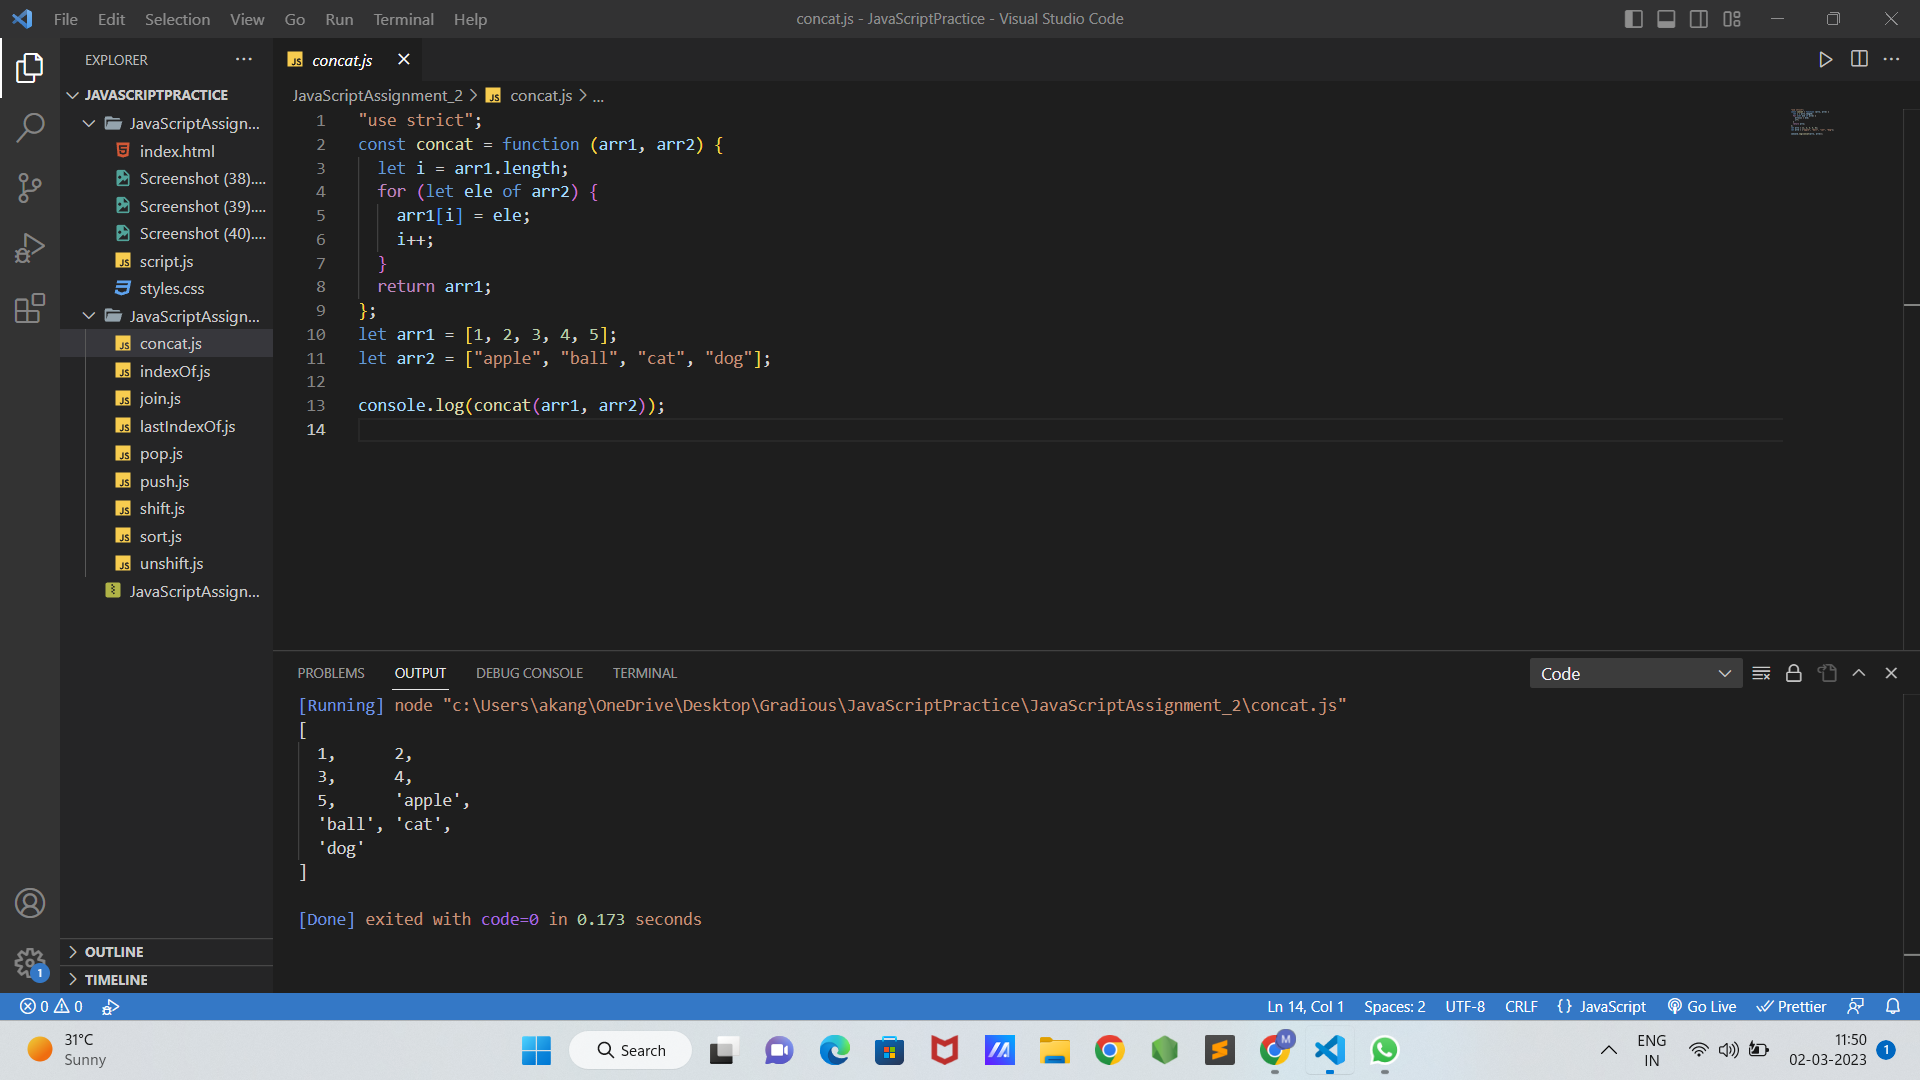 File Edit Selection View Go Run Terminal Help
concat.js - JavaScriptPractice - Visual Studio Code
EXPLORER
JAVASCRIPTPRACTICE
JavaScriptAssign...
index.html
Screenshot (38)....
Screenshot (39)....
Screenshot (40)....
script.js
styles.css
JavaScriptAssign...
concat.js
indexOf.js
join.js
lastIndexOf.js
pop.js
push.js
shift.js
sort.js
unshift.js
JavaScriptAssign...
OUTLINE
TIMELINE
concat.js
JavaScriptAssignment_2 > concat.js > ...
1 "use strict";
2 const concat = function (arr1, arr2) {
3 let i = arr1.length;
4 for (let ele of arr2) {
5 arr1[i] = ele;
6 i++;
7 }
8 return arr1;
9 };
10 let arr1 = [1, 2, 3, 4, 5];
11 let arr2 = ["apple", "ball", "cat", "dog"];
12
13 console.log(concat(arr1, arr2));
14
PROBLEMS OUTPUT DEBUG CONSOLE TERMINAL
Code
[Running] node "c:\Users\akang\OneDrive\Desktop\Gradious\JavaScriptPractice\JavaScriptAssignment_2\concat.js"
[
1, 2,
3, 4,
5, 'apple',
'ball', 'cat',
'dog'
]
[Done] exited with code=0 in 0.173 seconds
1
0 0
Ln 14, Col 1 Spaces: 2 UTF-8 CRLF {} JavaScript Go Live Prettier
31°C
Sunny
Search
M
ENG
IN
11:50
02-03-2023
1